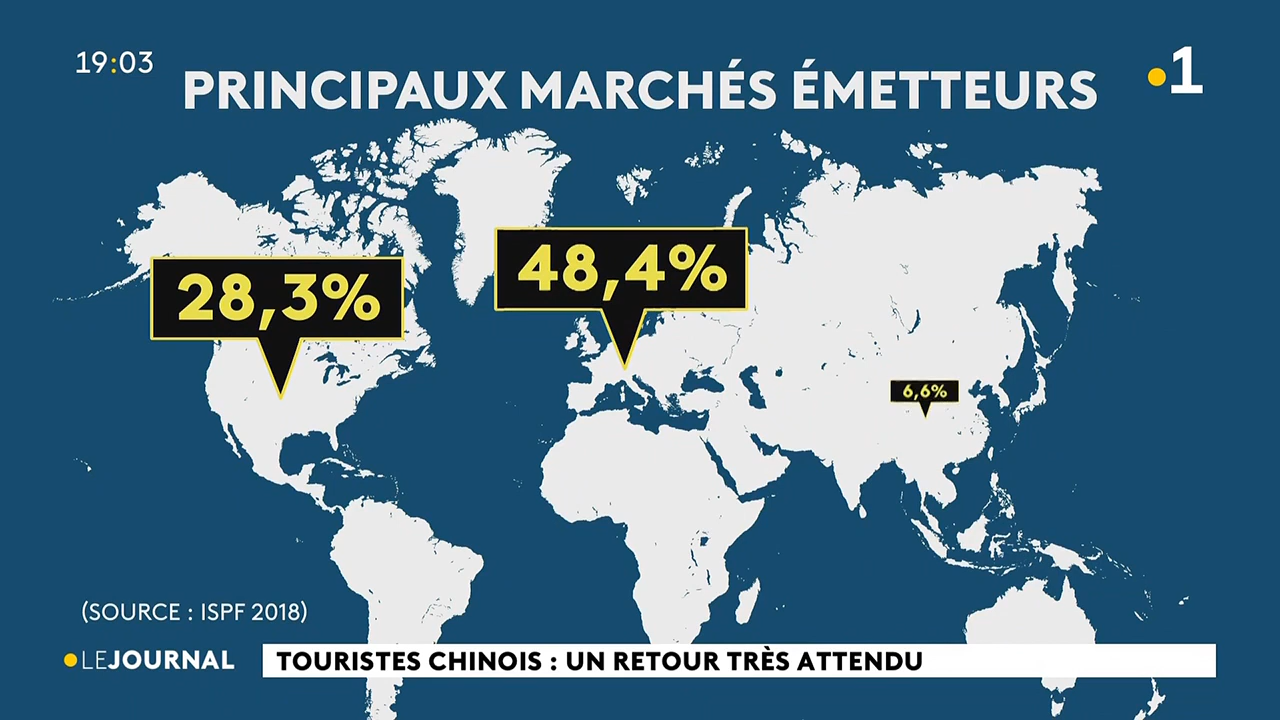 19:03
PRINCIPAUX MARCHÉS ÉMETTEURS
1
28,3%
48,4%
6,6%
(SOURCE : ISPF 2018)
LEJOURNAL
TOURISTES CHINOIS : UN RETOUR TRÈS ATTENDU